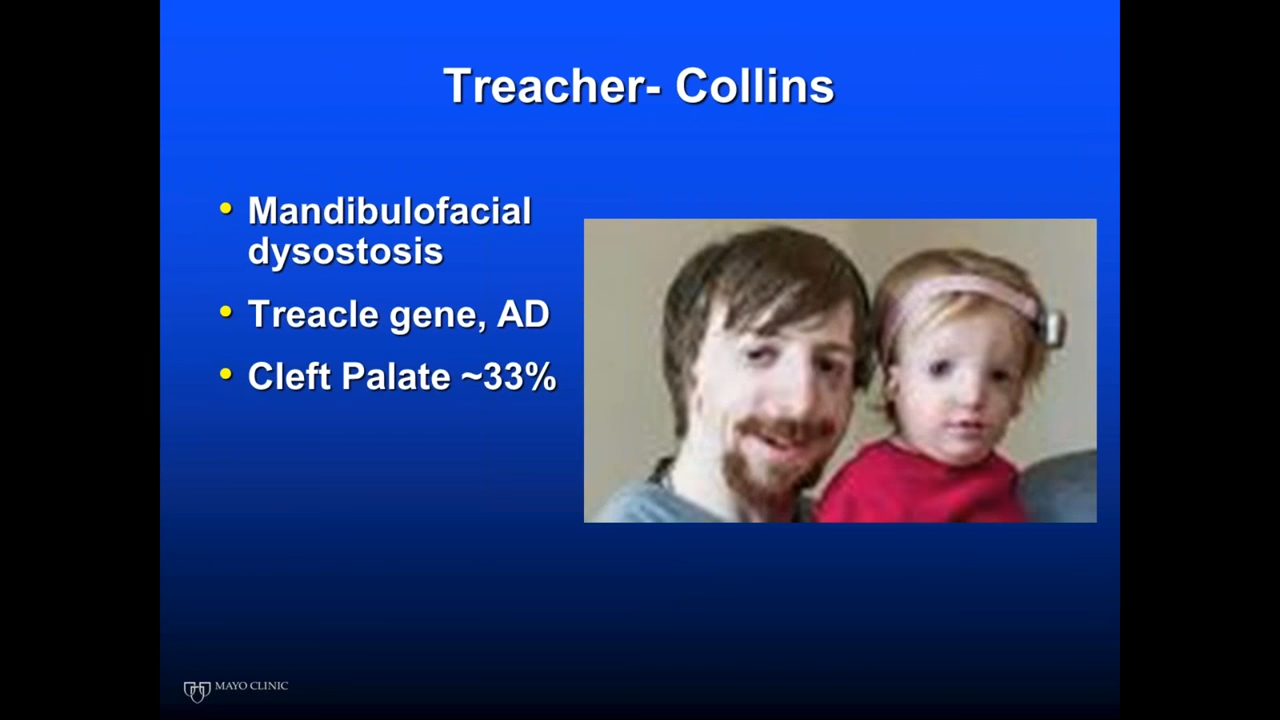 Treacher- Collins
• Mandibulofacial
dysostosis
• Treacle gene, AD
• Cleft Palate ~33%
MAYO CLINIC